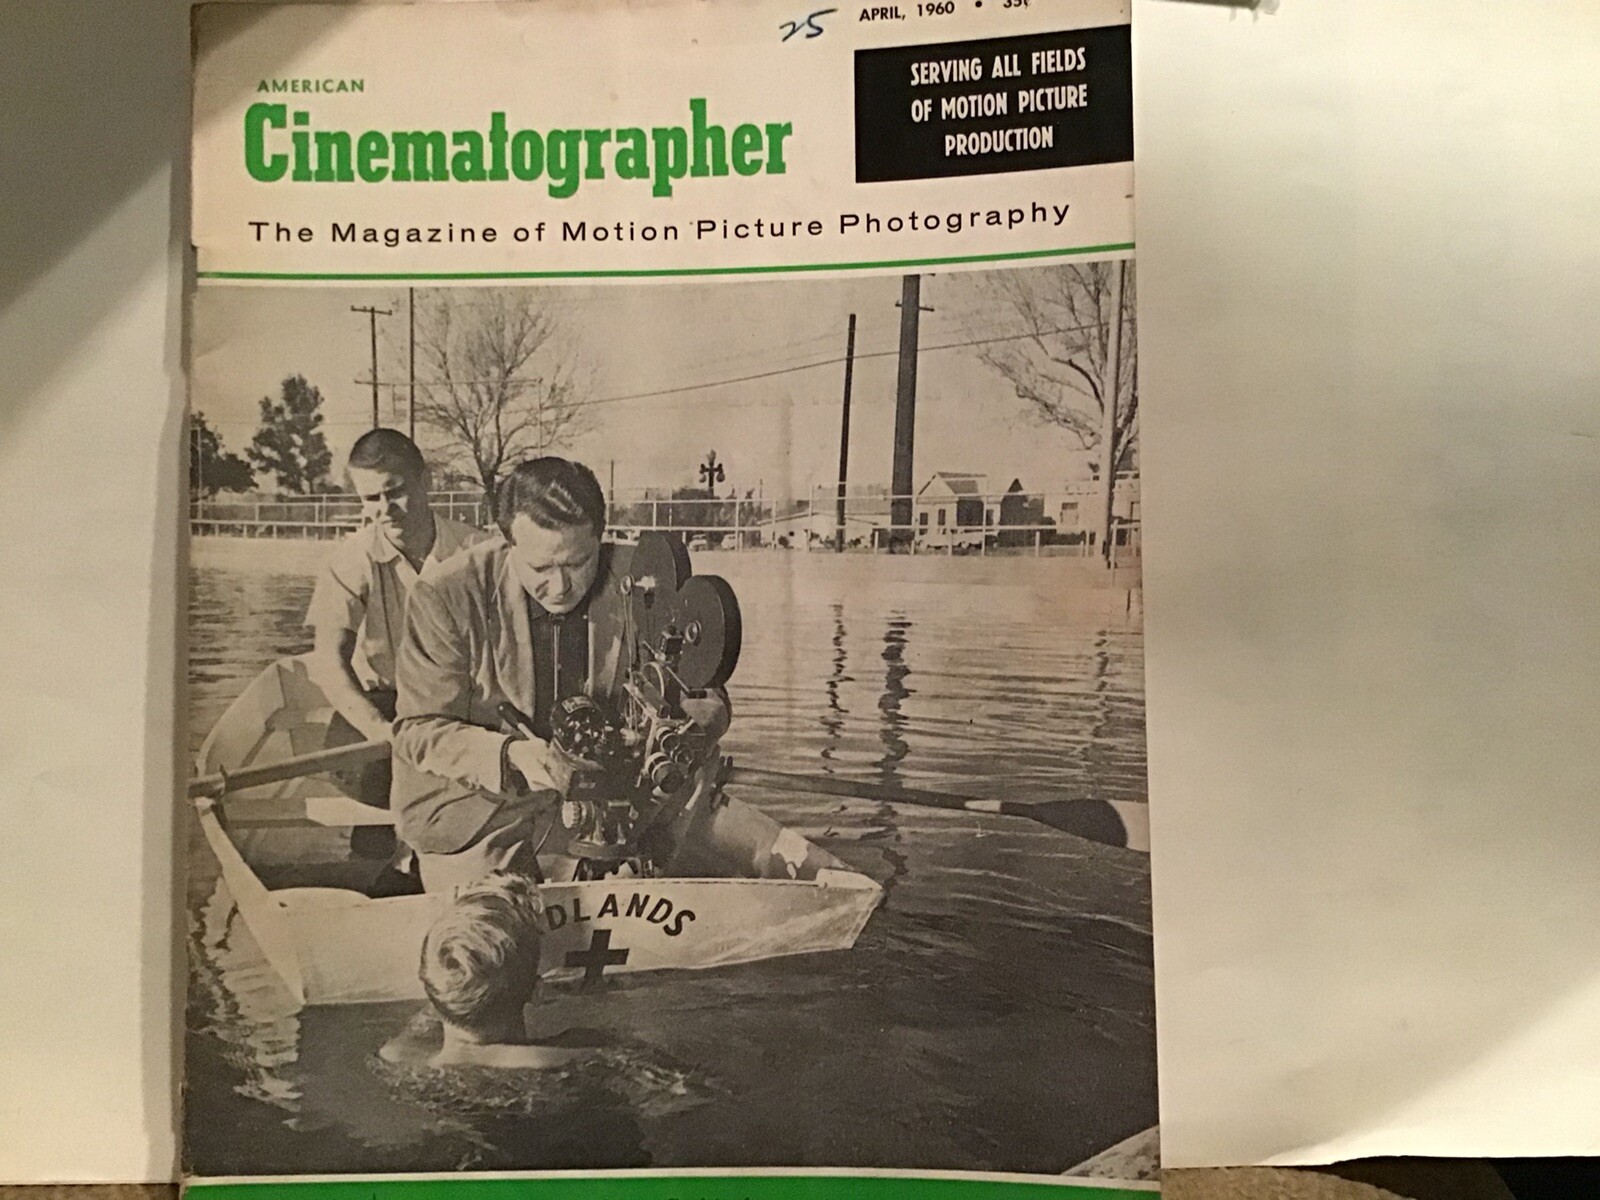 25
APRIL, 1960 • 35¢
AMERICAN
Cinematographer
SERVING ALL FIELDS
OF MOTION PICTURE
PRODUCTION
The Magazine of Motion Picture Photography
DLANDS